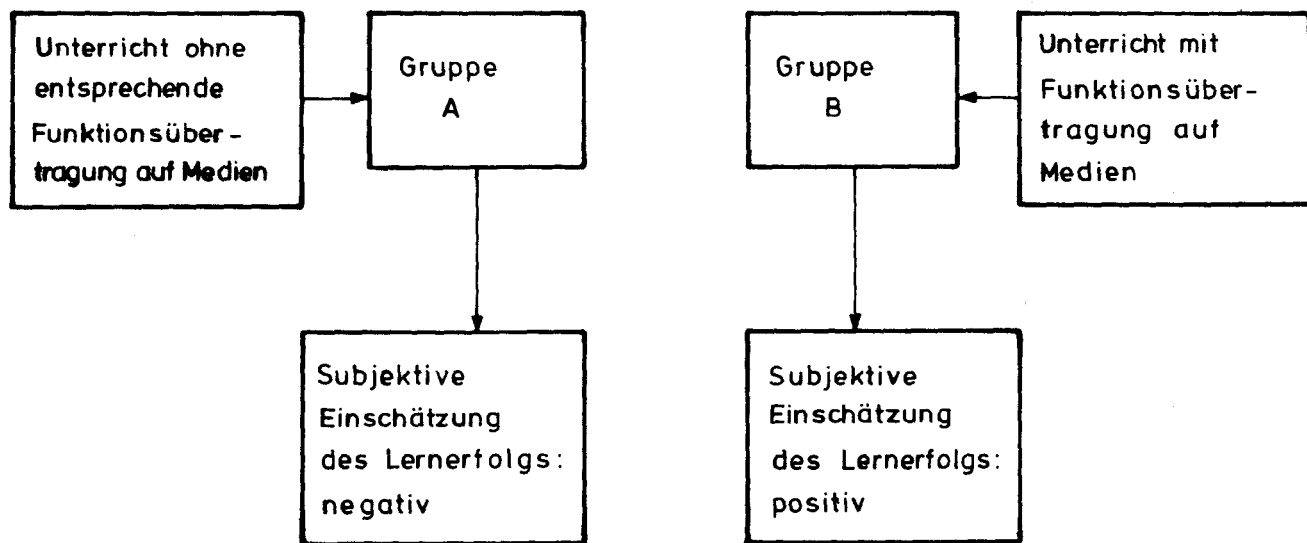 Unterricht ohne
entsprechende
Funktionsüber-
tragung auf Medien
Gruppe
A
Gruppe
B
Unterricht mit
Funktionsüber-
tragung auf
Medien
Subjektive
Einschätzung
des Lernerfolgs:
negativ
Subjektive
Einschätzung
des Lernerfolgs:
positiv